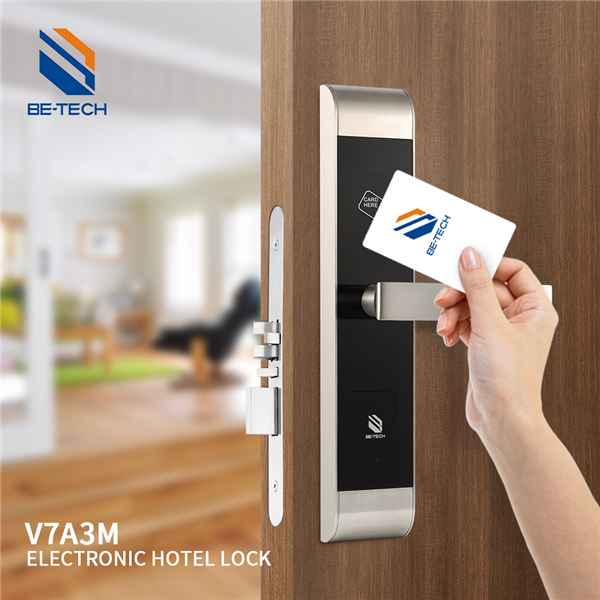 BE-TECH
CARD
HERE
BE-TECH
BE-TECH
V7A3M
ELECTRONIC HOTEL LOCK